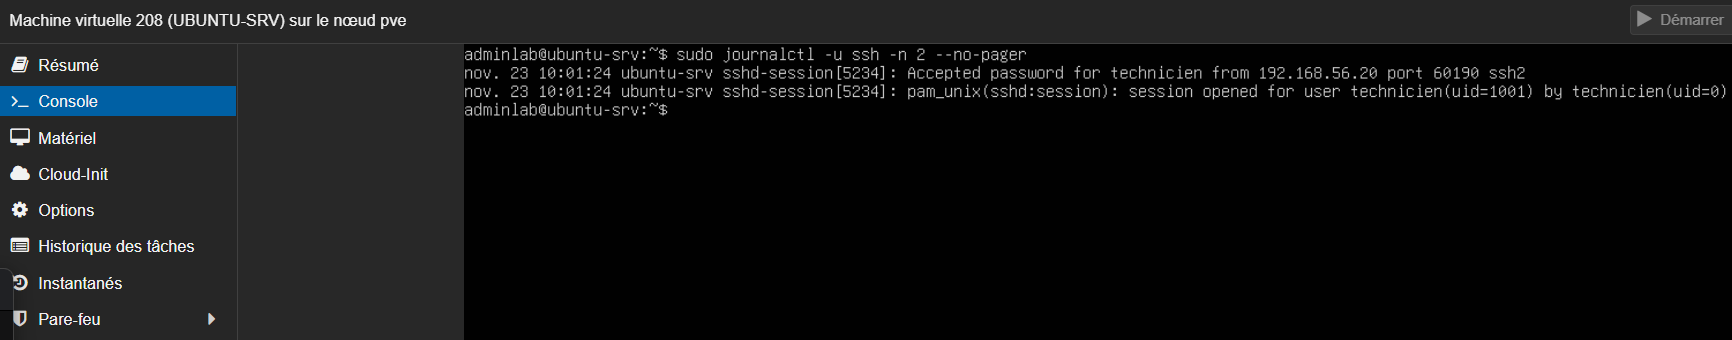 Machine virtuelle 208 (UBUNTU-SRV) sur le nœud pve
Démarrer
Résumé
Console
Matériel
Cloud-Init
Options
Historique des tâches
Instantanés
Pare-feu
adminlab@ubuntu-srv:~$ sudo journalctl -u ssh -n 2 --no-pager
nov. 23 10:01:24 ubuntu-srv sshd-session[5234]: Accepted password for technicien from 192.168.56.20 port 60190 ssh2
nov. 23 10:01:24 ubuntu-srv sshd-session[5234]: pam_unix(sshd:session): session opened for user technicien(uid=1001) by technicien(uid=0)
adminlab@ubuntu-srv:~$